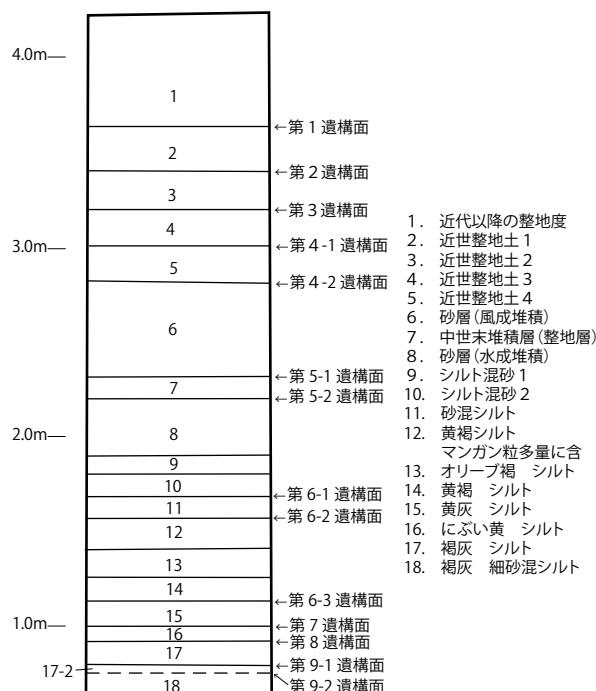 4.0m
1
←第1遺構面
2
←第2遺構面
3
←第3遺構面
4
3.0m
←第4-1遺構面
5
←第4-2遺構面
6
←第5-1遺構面
7
←第5-2遺構面
2.0m
8
9
10
←第6-1遺構面
11
←第6-2遺構面
12
13
14
←第6-3遺構面
15
1.0m
←第7遺構面
16
←第8遺構面
17
←第9-1遺構面
17-2
18
第9-2遺構面
1. 近代以降の整地度
2. 近世整地土1
3. 近世整地土2
4. 近世整地土3
5. 近世整地土4
6. 砂層(風成堆積)
7. 中世末堆積層(整地層)
8. 砂層(水成堆積)
9. シルト混砂1
10. シルト混砂2
11. 砂混シルト
12. 黄褐シルト
マンガン粒多量に含
13. オリーブ褐 シルト
14. 黄褐 シルト
15. 黄灰 シルト
16. にぶい黄 シルト
17. 褐灰 シルト
18. 褐灰 細砂混シルト